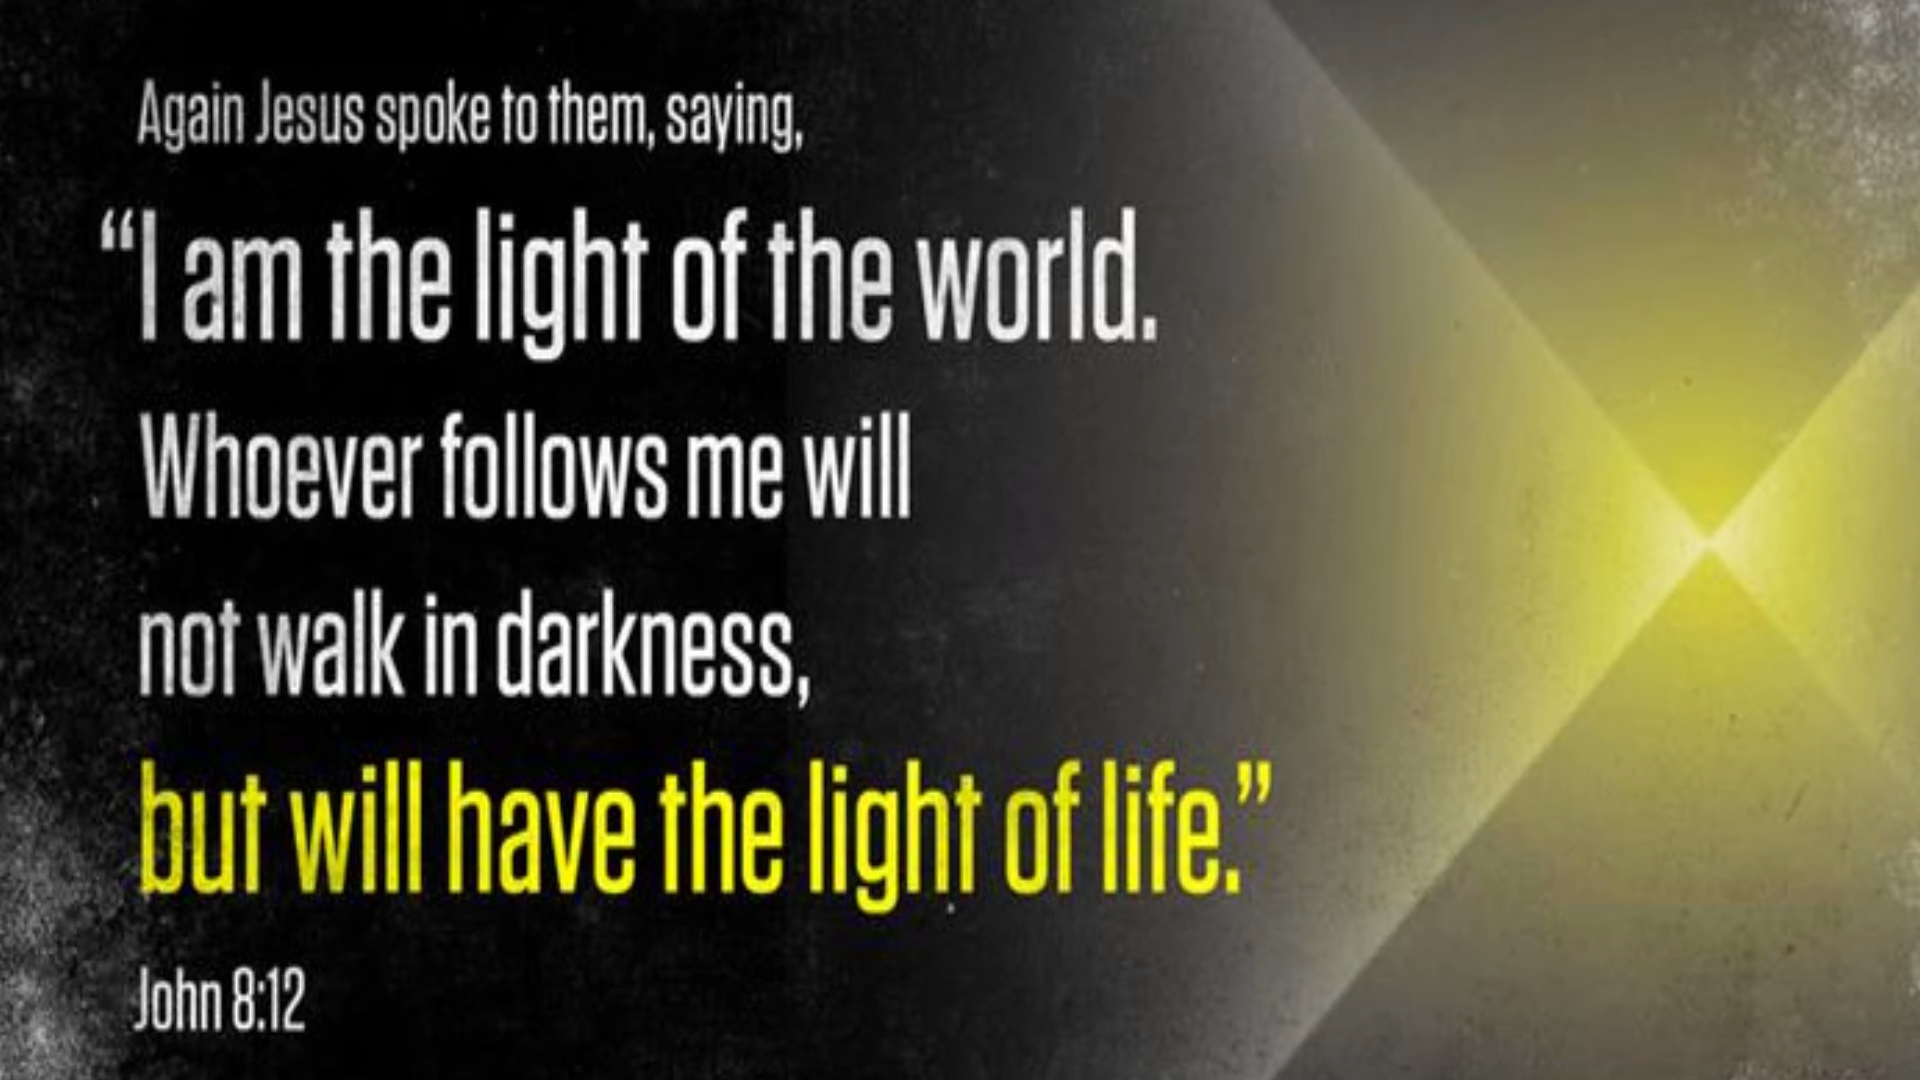 Again Jesus spoke to them, saying,
“I am the light of the world.
Whoever follows me will
not walk in darkness,
but will have the light of life.”
John 8:12